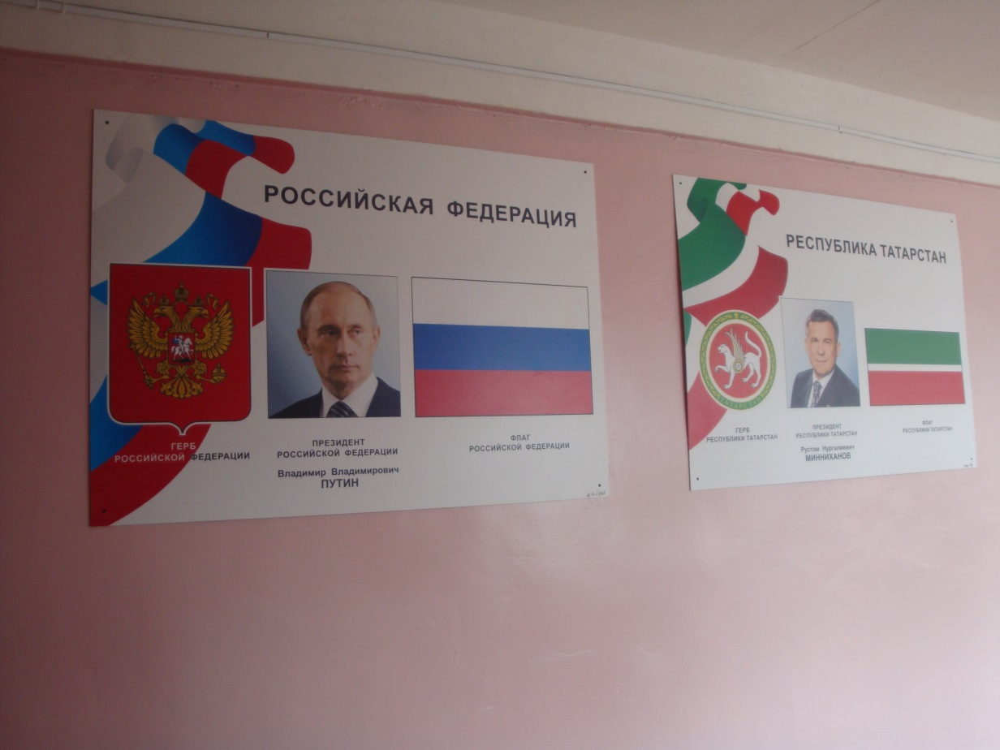 РОССИЙСКАЯ ФЕДЕРАЦИЯ
ГЕРБ
РОССИЙСКОЙ ФЕДЕРАЦИИ
ПРЕЗИДЕНТ
РОССИЙСКОЙ ФЕДЕРАЦИИ
Владимир Владимирович
ПУТИН
ФЛАГ
РОССИЙСКОЙ ФЕДЕРАЦИИ
РЕСПУБЛИКА ТАТАРСТАН
ТАТАРСТАН
ГЕРБ
РЕСПУБЛИКИ ТАТАРСТАН
ПРЕЗИДЕНТ
РЕСПУБЛИКИ ТАТАРСТАН
Рустам Нургалиевич
МИННИХАНОВ
ФЛАГ
РЕСПУБЛИКИ ТАТАРСТАН